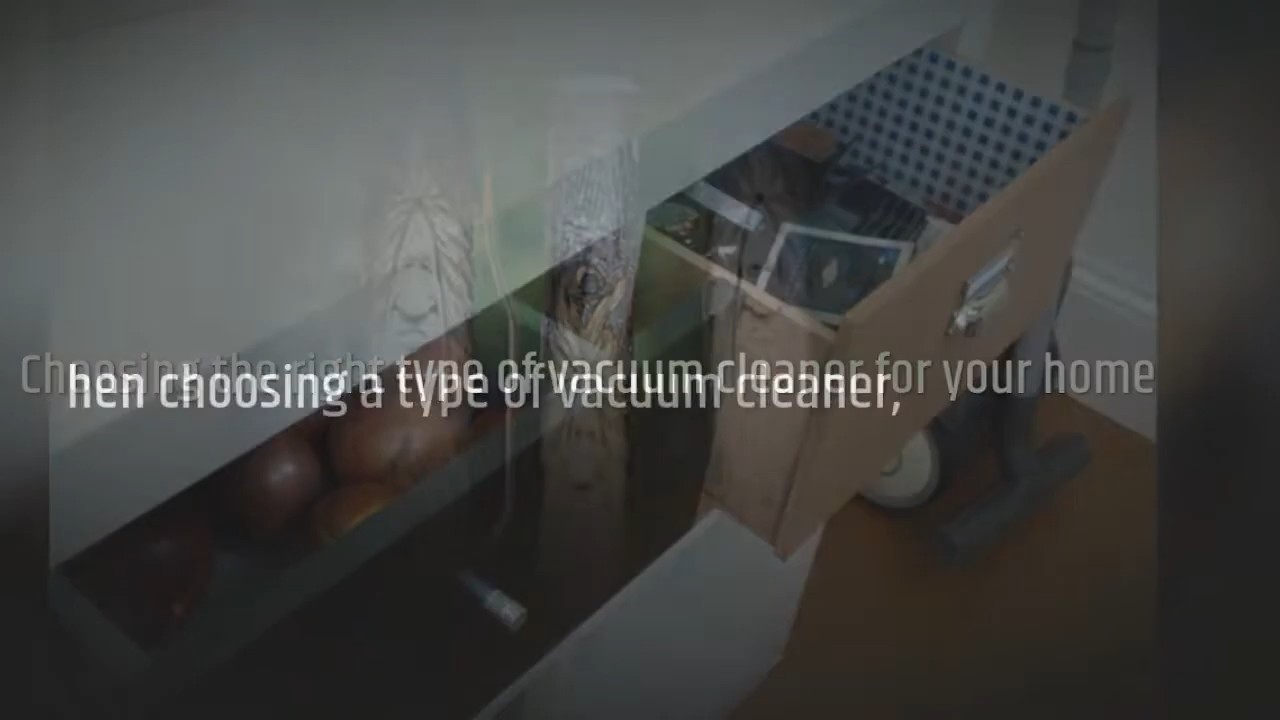 Choosing the right type of vacuum cleaner for your home
hen choosing a type of vacuum cleaner,